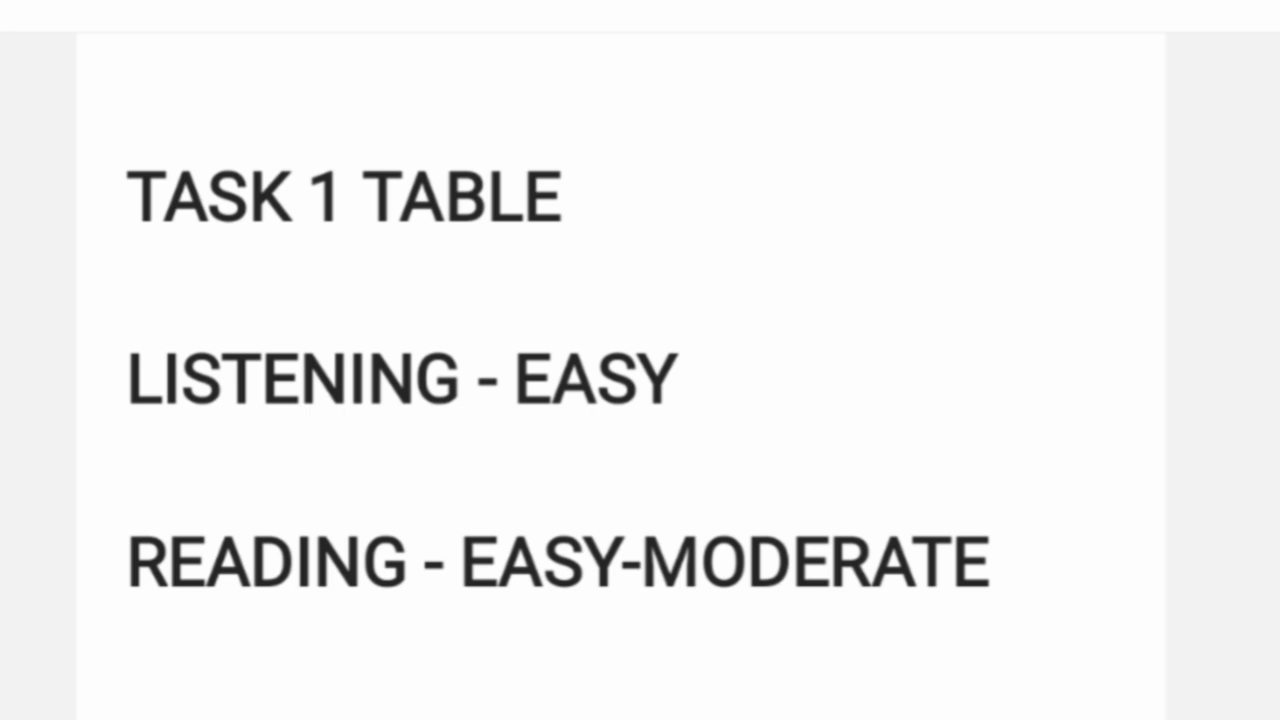 TASK 1 TABLE
LISTENING - EASY
READING - EASY-MODERATE